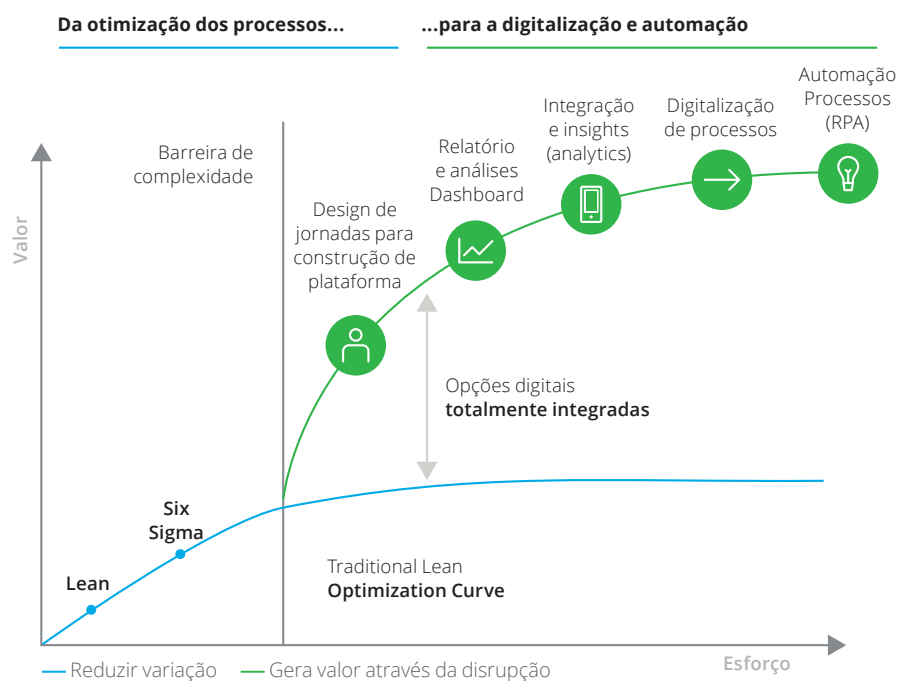 Da otimização dos processos...
...para a digitalização e automação
Automação
Processos
(RPA)
Integração
e insights
(analytics)
Digitalização
de processos
Relatório
e análises
Dashboard
Barreira de
complexidade
Design de
jornadas para
construção de
plataforma
Valor
Opções digitais
totalmente integradas
Six
Sigma
Lean
Traditional Lean
Optimization Curve
Esforço
Reduzir variação
Gera valor através da disrupção